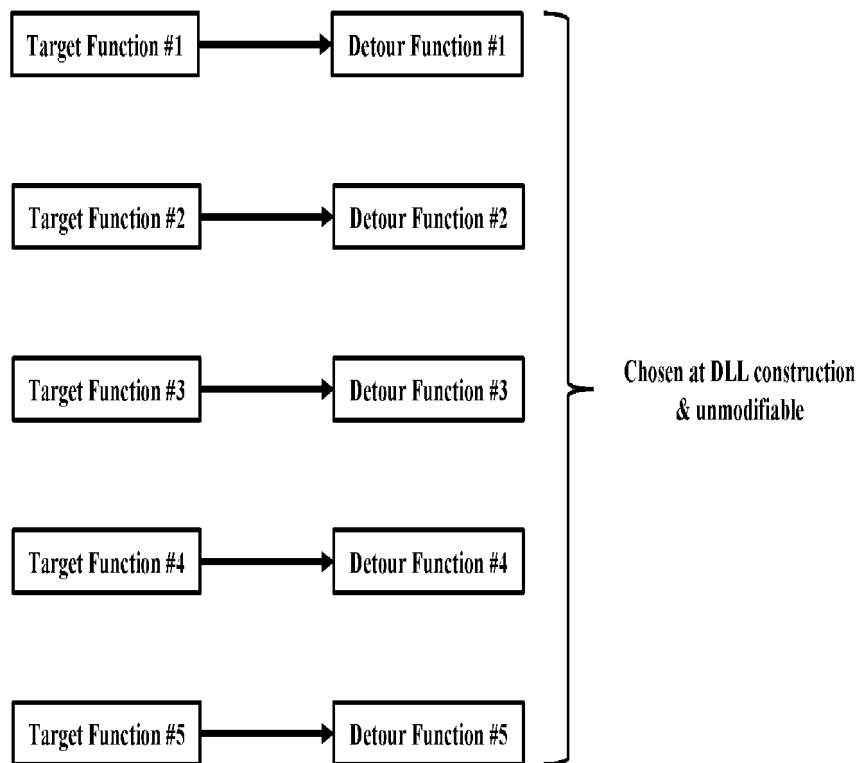 Target Function #1
Detour Function #1
Target Function #2
Detour Function #2
Target Function #3
Detour Function #3
Chosen at DLL construction
& unmodifiable
Target Function #4
Detour Function #4
Target Function #5
Detour Function #5